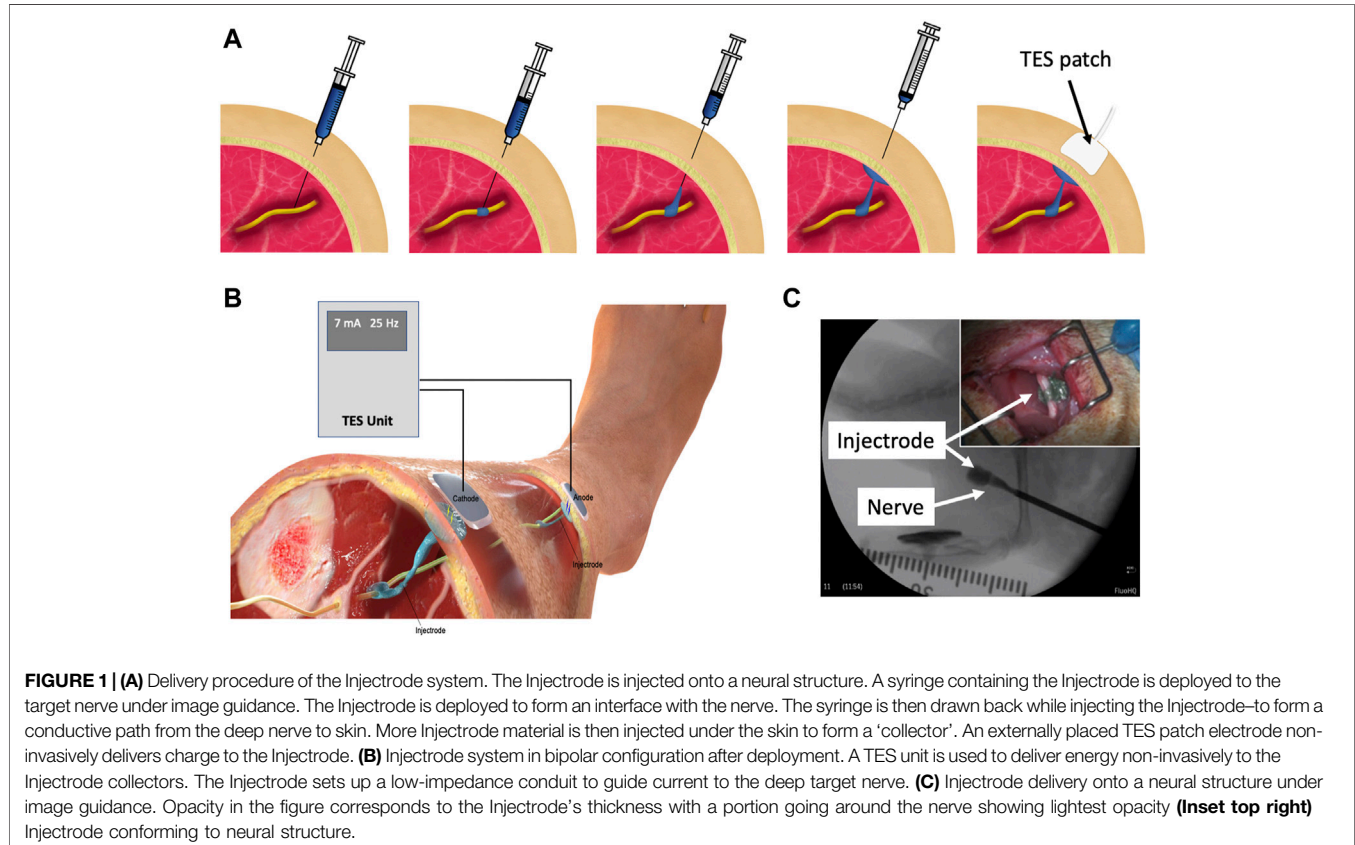 A
TES patch
B
7 mA 25 Hz
TES Unit
Cathode
Anode
Injectrode
Injectrode
C
Injectrode
Nerve
11 (11:54)
FluoHQ
FIGURE 1 | (A) Delivery procedure of the Injectrode system. The Injectrode is injected onto a neural structure. A syringe containing the Injectrode is deployed to the
target nerve under image guidance. The Injectrode is deployed to form an interface with the nerve. The syringe is then drawn back while injecting the Injectrode–to form a
conductive path from the deep nerve to skin. More Injectrode material is then injected under the skin to form a ‘collector’. An externally placed TES patch electrode non-
invasively delivers charge to the Injectrode. (B) Injectrode system in bipolar configuration after deployment. A TES unit is used to deliver energy non-invasively to the
Injectrode collectors. The Injectrode sets up a low-impedance conduit to guide current to the deep target nerve. (C) Injectrode delivery onto a neural structure under
image guidance. Opacity in the figure corresponds to the Injectrode’s thickness with a portion going around the nerve showing lightest opacity (Inset top right)
Injectrode conforming to neural structure.